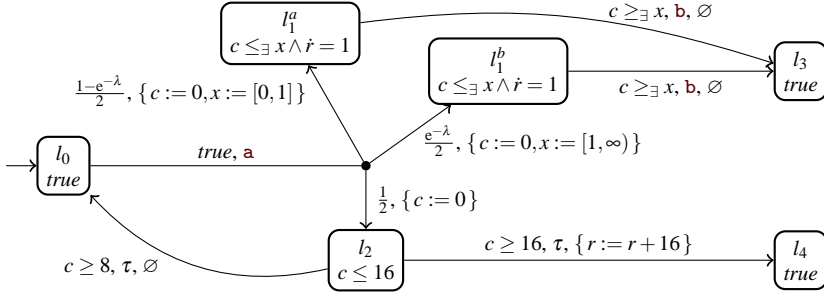 l₁ᵃ
c ≤∃ x ∧ ṙ = 1
c ≥∃ x, b, ∅
l₁ᵇ
c ≤∃ x ∧ ṙ = 1
c ≥∃ x, b, ∅
l₃
true
(1−e^−λ)/2, {c := 0, x := [0, 1]}
e^−λ/2, {c := 0, x := [1, ∞)}
l₀
true
true, a
1/2, {c := 0}
c ≥ 8, τ, ∅
l₂
c ≤ 16
c ≥ 16, τ, {r := r + 16}
l₄
true